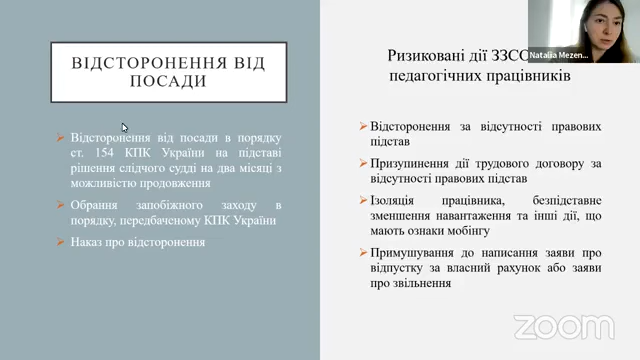 ВІДСТОРОНЕННЯ ВІД
ПОСАДИ
Відсторонення від посади в порядку
ст. 154 КПК України на підставі
рішення слідчого судді на два місяці з
можливістю продовження
Обрання запобіжного заходу в
порядку, передбаченому КПК України
Наказ про відсторонення
Ризиковані дії ЗЗСО
педагогічних працівників
Відсторонення за відсутності правових
підстав
Призупинення дії трудового договору за
відсутності правових підстав
Ізоляція працівника, безпідставне
зменшення навантаження та інші дії, що
мають ознаки мобінгу
Примушування до написання заяви про
відпустку за власний рахунок або заяви
про звільнення
Nataliia Mezen...
zoom